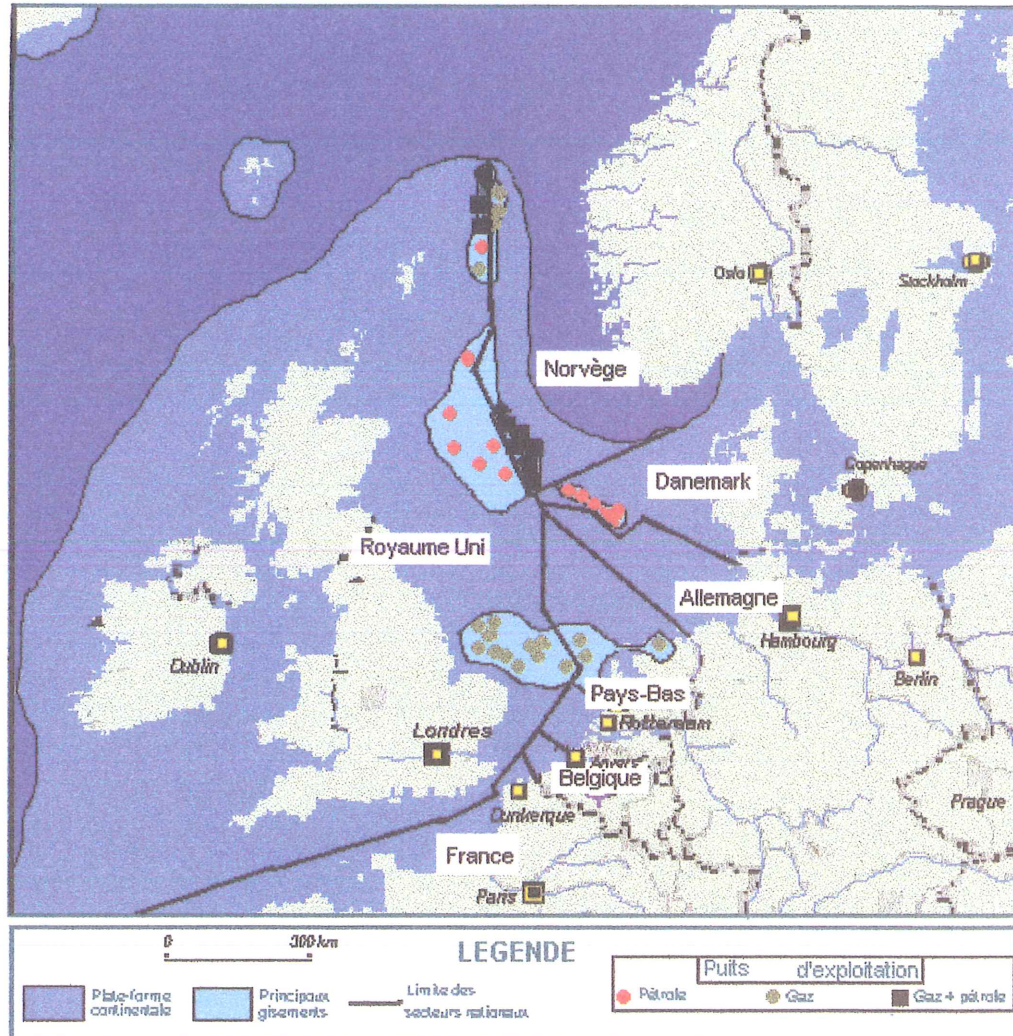 Oslo
Stockholm
Norvège
Copenhague
Danemark
Royaume Uni
Allemagne
Hambourg
Dublin
Berlin
Pays-Bas
Rotterdam
Londres
Anvers
Belgique
Dunkerque
Prague
France
Paris
0 300 km
LEGENDE
Plate-forme
continentale
Principaux
gisements
Limite des
secteurs nationaux
Puits d'exploitation
Pétrole
Gaz
Gaz + pétrole